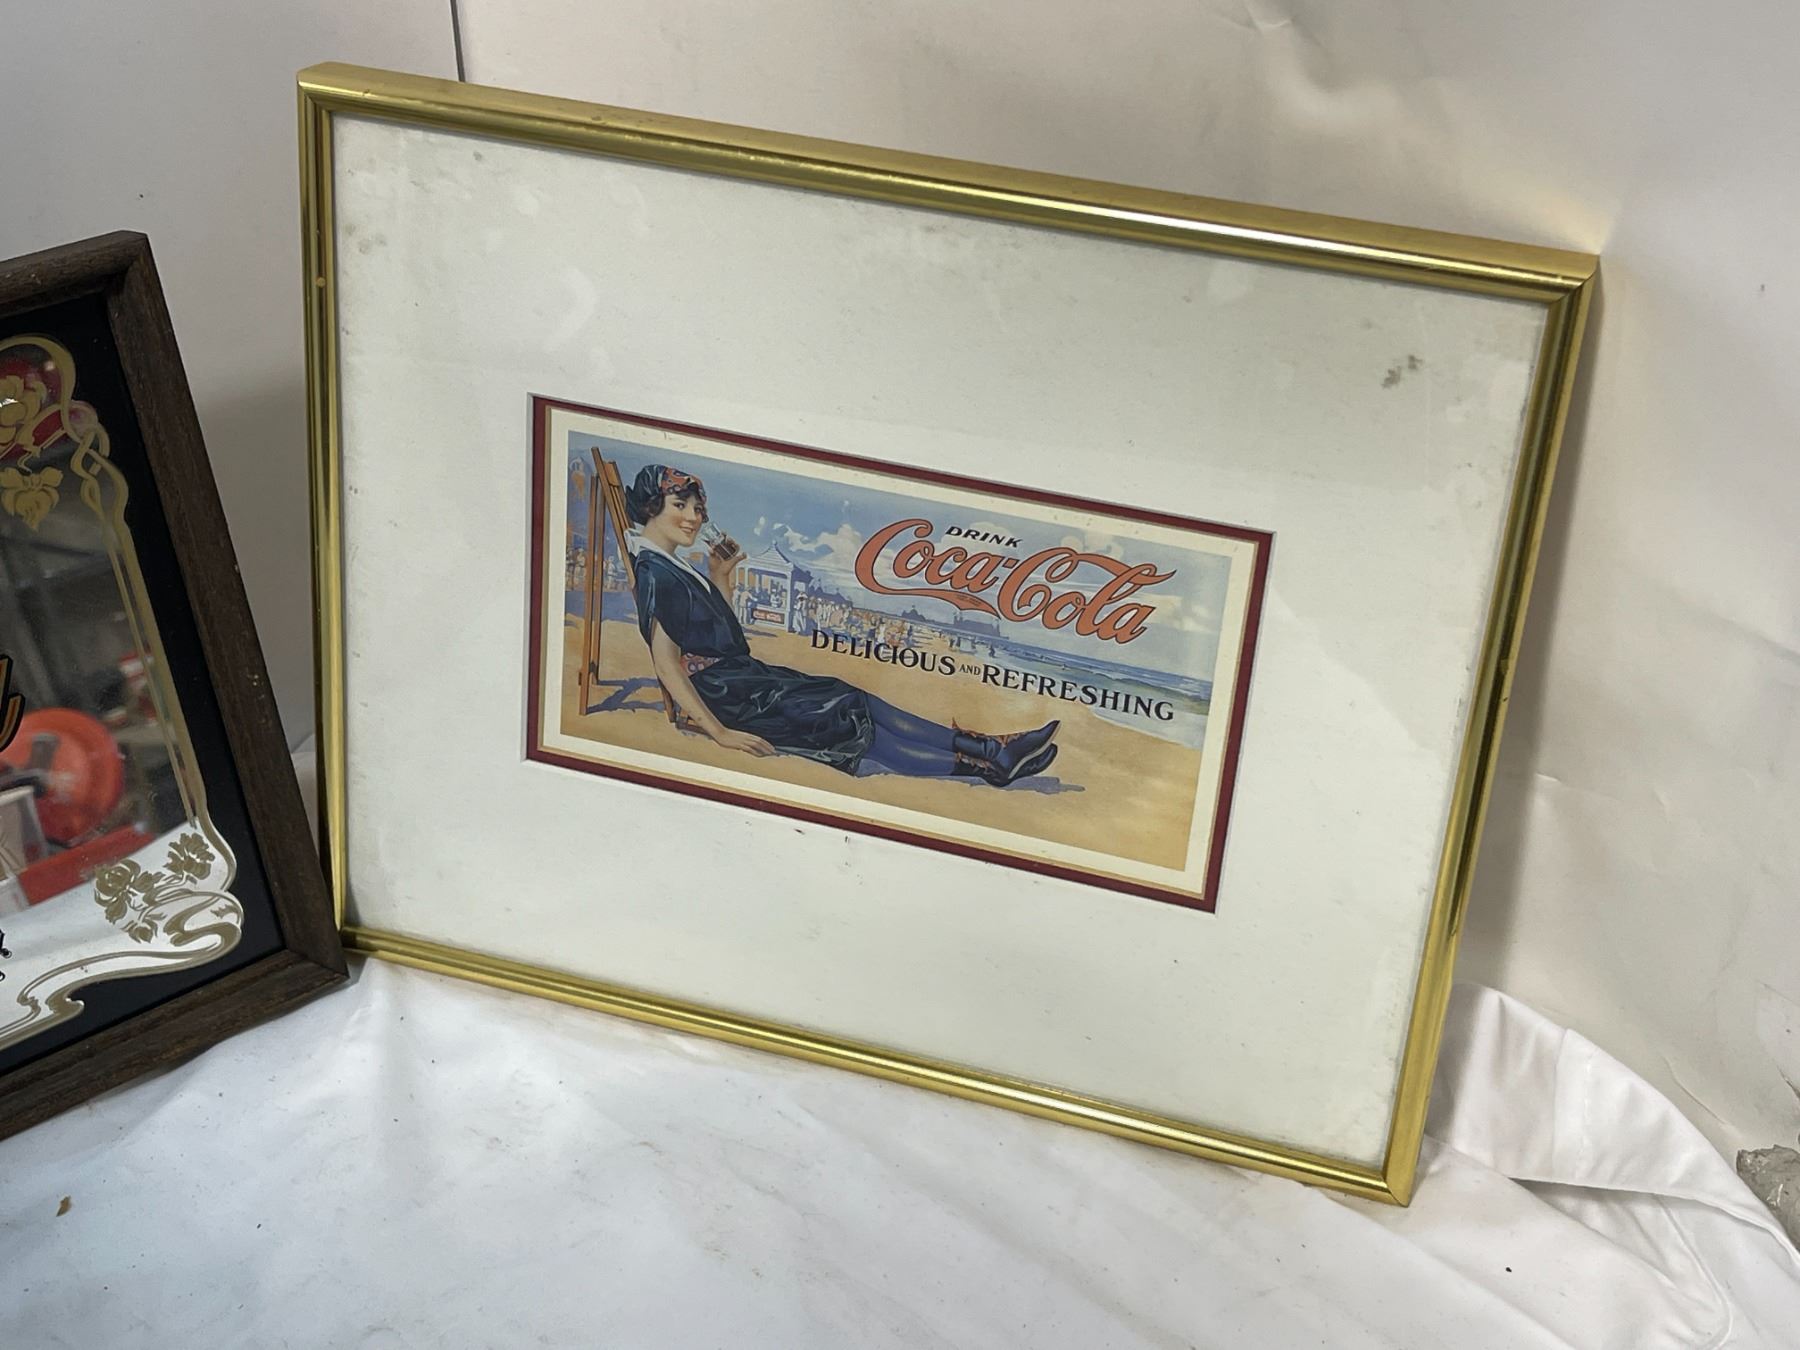 DRINK
Coca-Cola
DELICIOUS AND REFRESHING